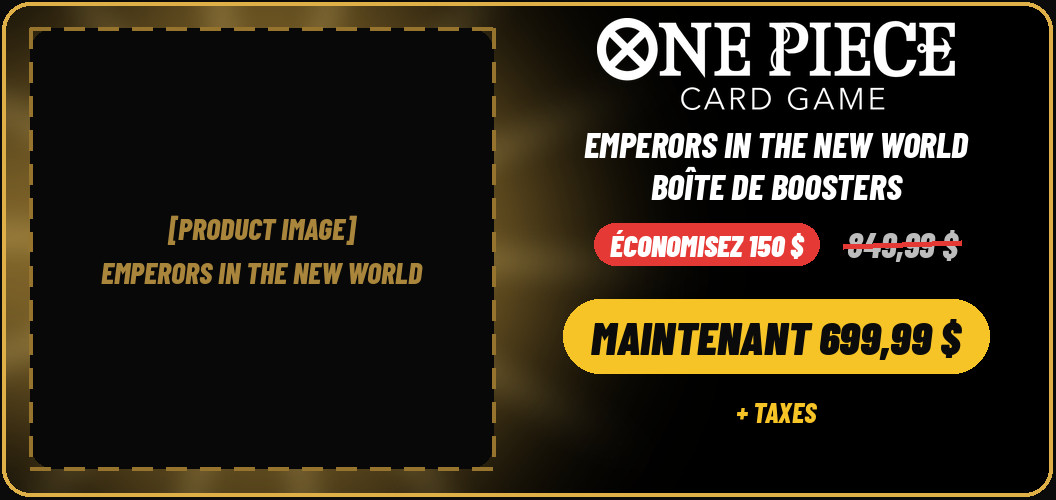 [PRODUCT IMAGE]
EMPERORS IN THE NEW WORLD
ONE PIECE
CARD GAME
EMPERORS IN THE NEW WORLD
BOÎTE DE BOOSTERS
ÉCONOMISEZ 150 $
849,99 $
MAINTENANT 699,99 $
+ TAXES